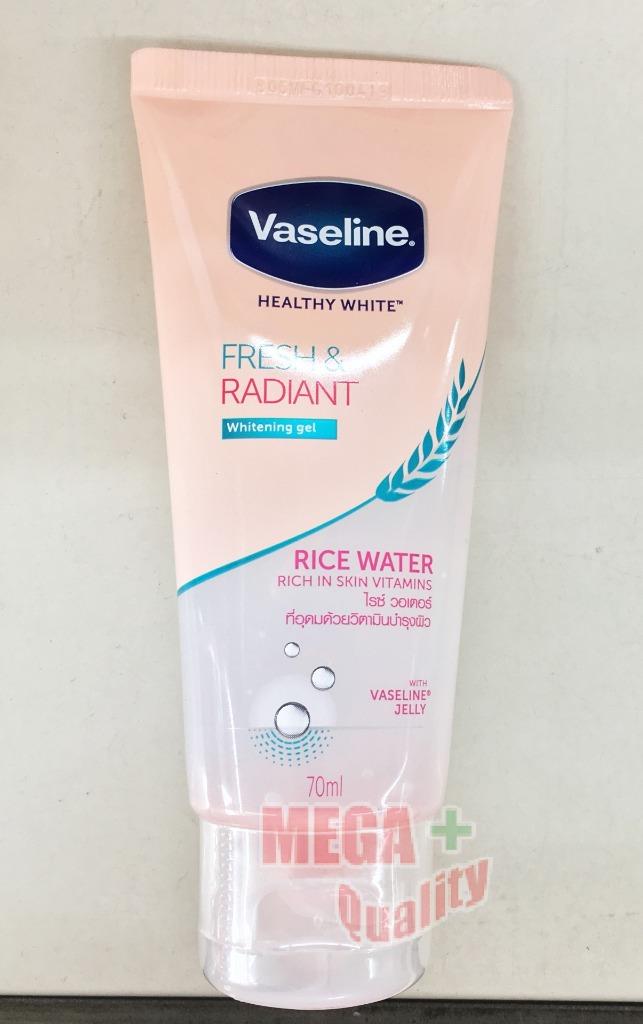 Vaseline®
HEALTHY WHITE™
FRESH &
RADIANT
Whitening gel
RICE WATER
RICH IN SKIN VITAMINS
ไรซ์ วอเตอร์
ที่อุดมด้วยวิตามินบำรุงผิว
WITH
VASELINE®
JELLY
70ml
MEGA +
Quality